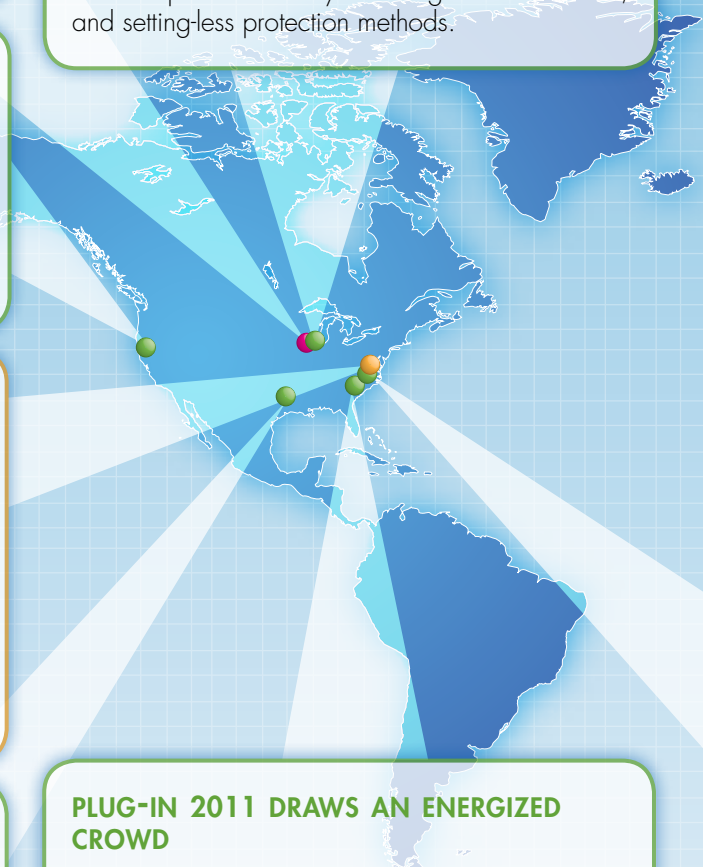 and setting-less protection methods.
PLUG-IN 2011 DRAWS AN ENERGIZED
CROWD